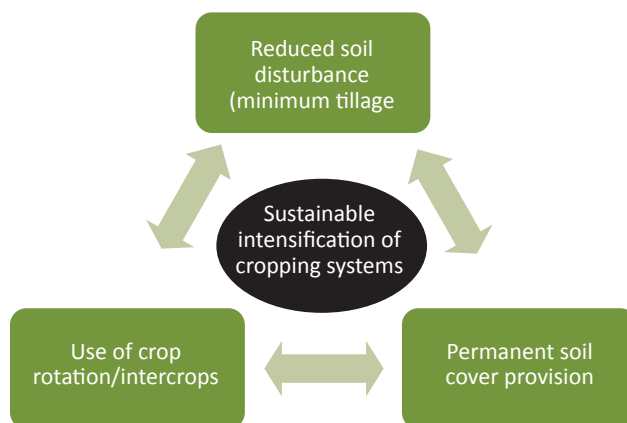 Reduced soil
disturbance
(minimum tillage
Sustainable
intensification of
cropping systems
Use of crop
rotation/intercrops
Permanent soil
cover provision